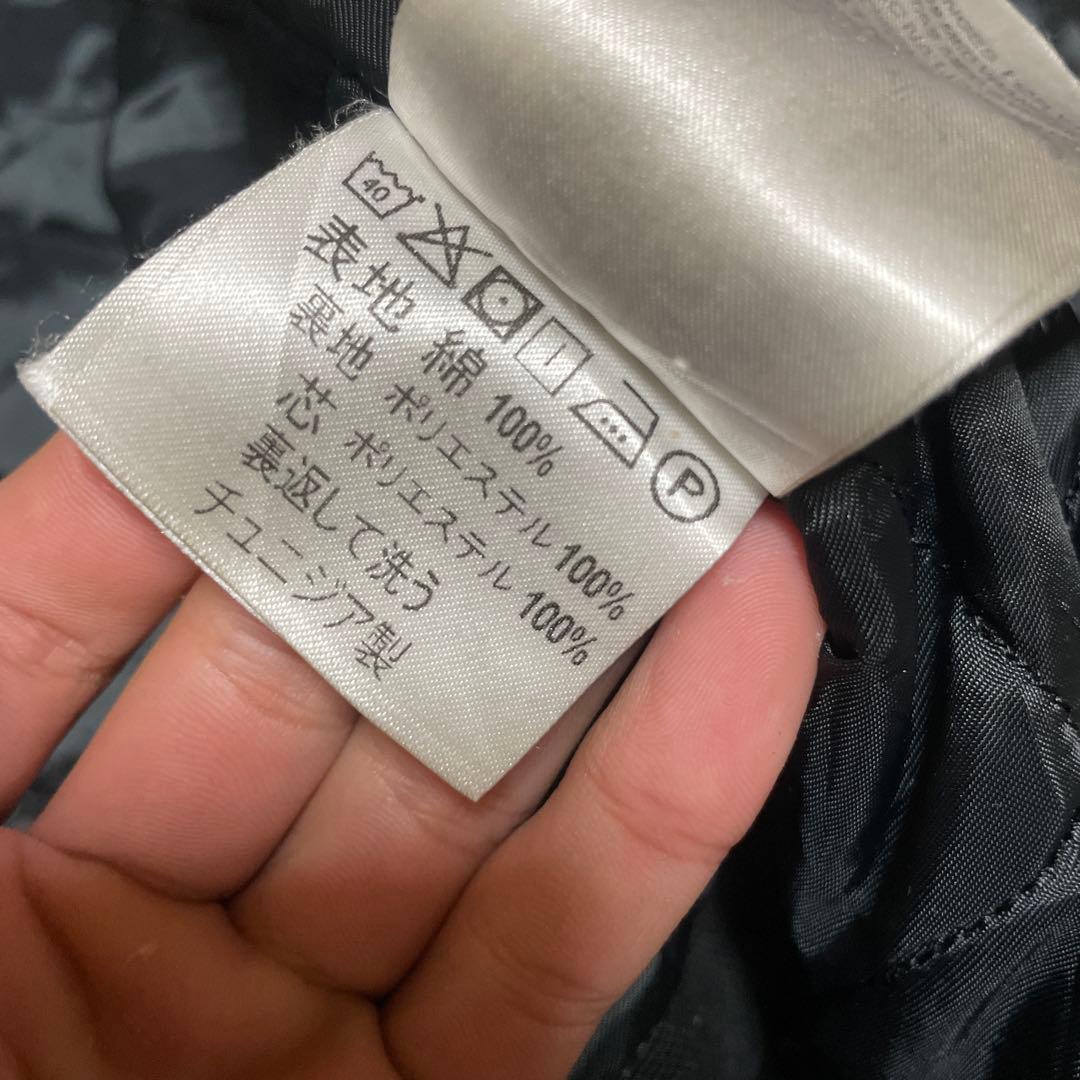 40
P
表地 綿 100%
裏地 ポリエステル 100%
芯 ポリエステル 100%
裏返して洗う
チュニジア製